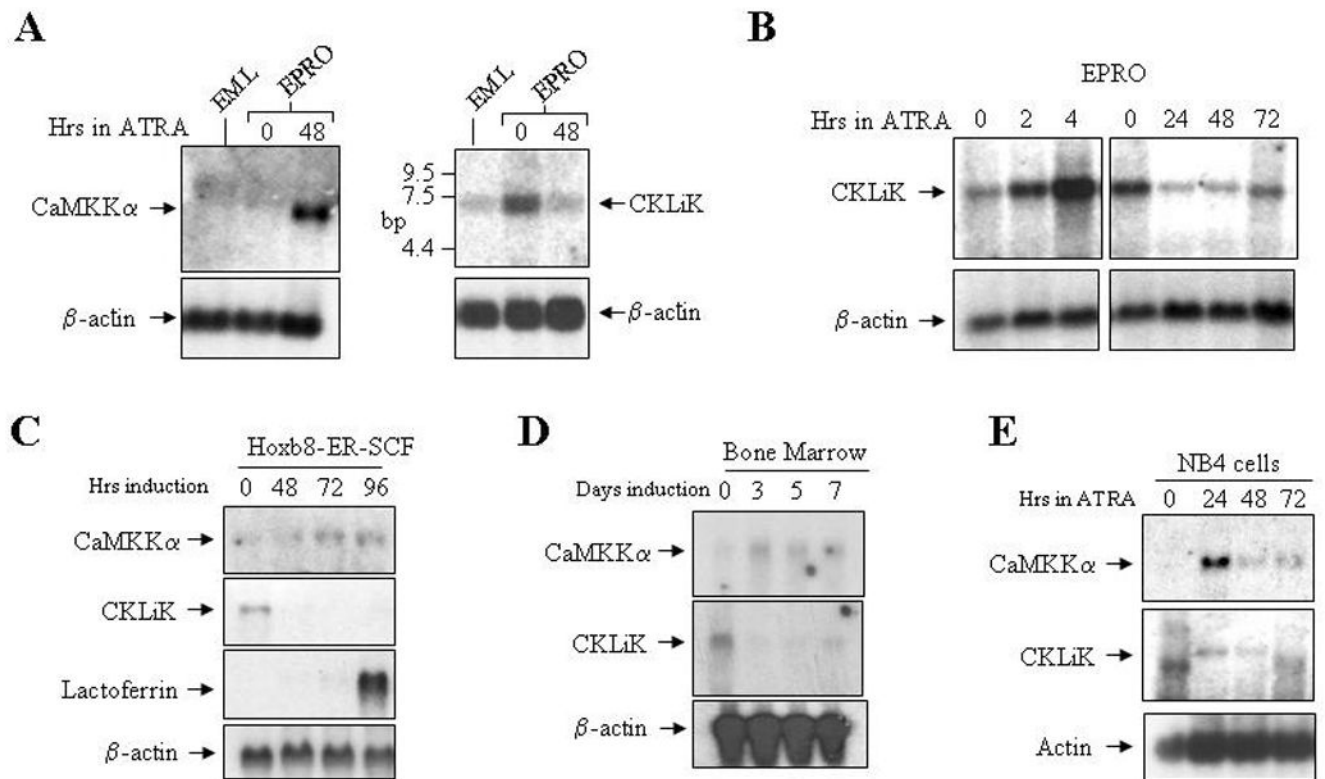 A
EML
EPRO
Hrs in ATRA
0 48
CaMKKα
β-actin
EML
EPRO
0 48
9.5
7.5
bp
4.4
CKLiK
β-actin
B
EPRO
Hrs in ATRA 0 2 4 0 24 48 72
CKLiK
β-actin
C
Hoxb8-ER-SCF
Hrs induction 0 48 72 96
CaMKKα
CKLiK
Lactoferrin
β-actin
D
Bone Marrow
Days induction 0 3 5 7
CaMKKα
CKLiK
β-actin
E
NB4 cells
Hrs in ATRA 0 24 48 72
CaMKKα
CKLiK
Actin